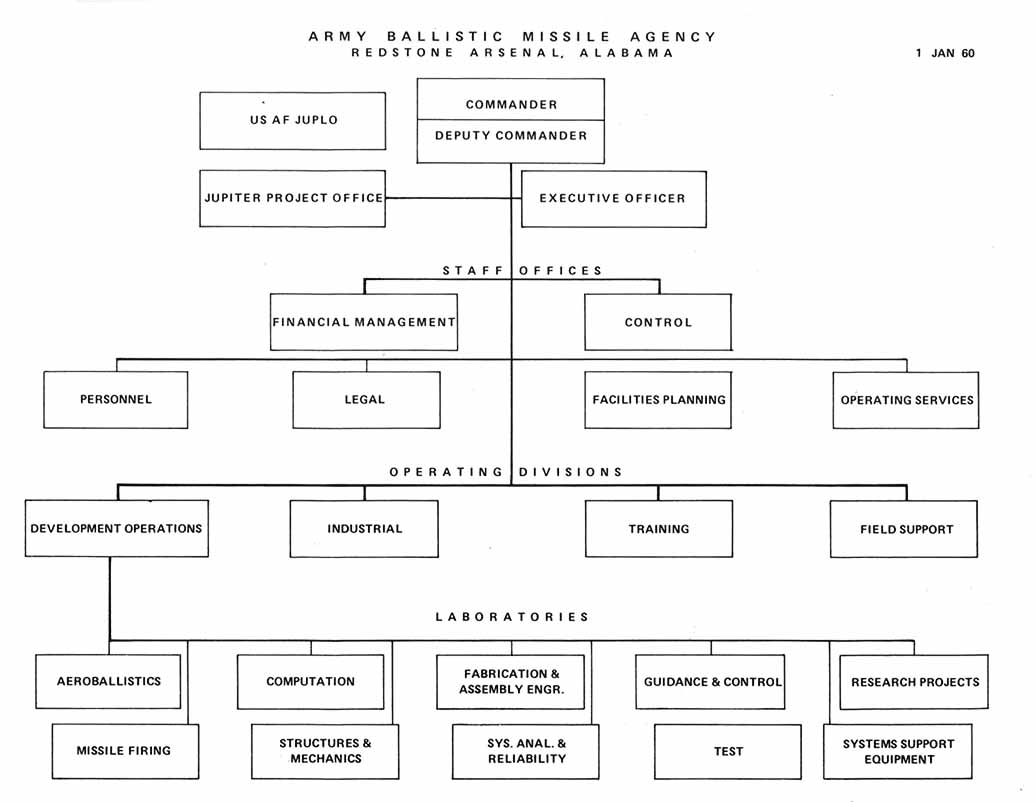 ARMY BALLISTIC MISSILE AGENCY
REDSTONE ARSENAL, ALABAMA
1 JAN 60
COMMANDER
US AF JUPLO
DEPUTY COMMANDER
JUPITER PROJECT OFFICE
EXECUTIVE OFFICER
STAFF OFFICES
FINANCIAL MANAGEMENT
CONTROL
PERSONNEL
LEGAL
FACILITIES PLANNING
OPERATING SERVICES
OPERATING DIVISIONS
DEVELOPMENT OPERATIONS
INDUSTRIAL
TRAINING
FIELD SUPPORT
LABORATORIES
AEROBALLISTICS
COMPUTATION
FABRICATION &
ASSEMBLY ENGR.
GUIDANCE & CONTROL
RESEARCH PROJECTS
MISSILE FIRING
STRUCTURES &
MECHANICS
SYS. ANAL. &
RELIABILITY
TEST
SYSTEMS SUPPORT
EQUIPMENT